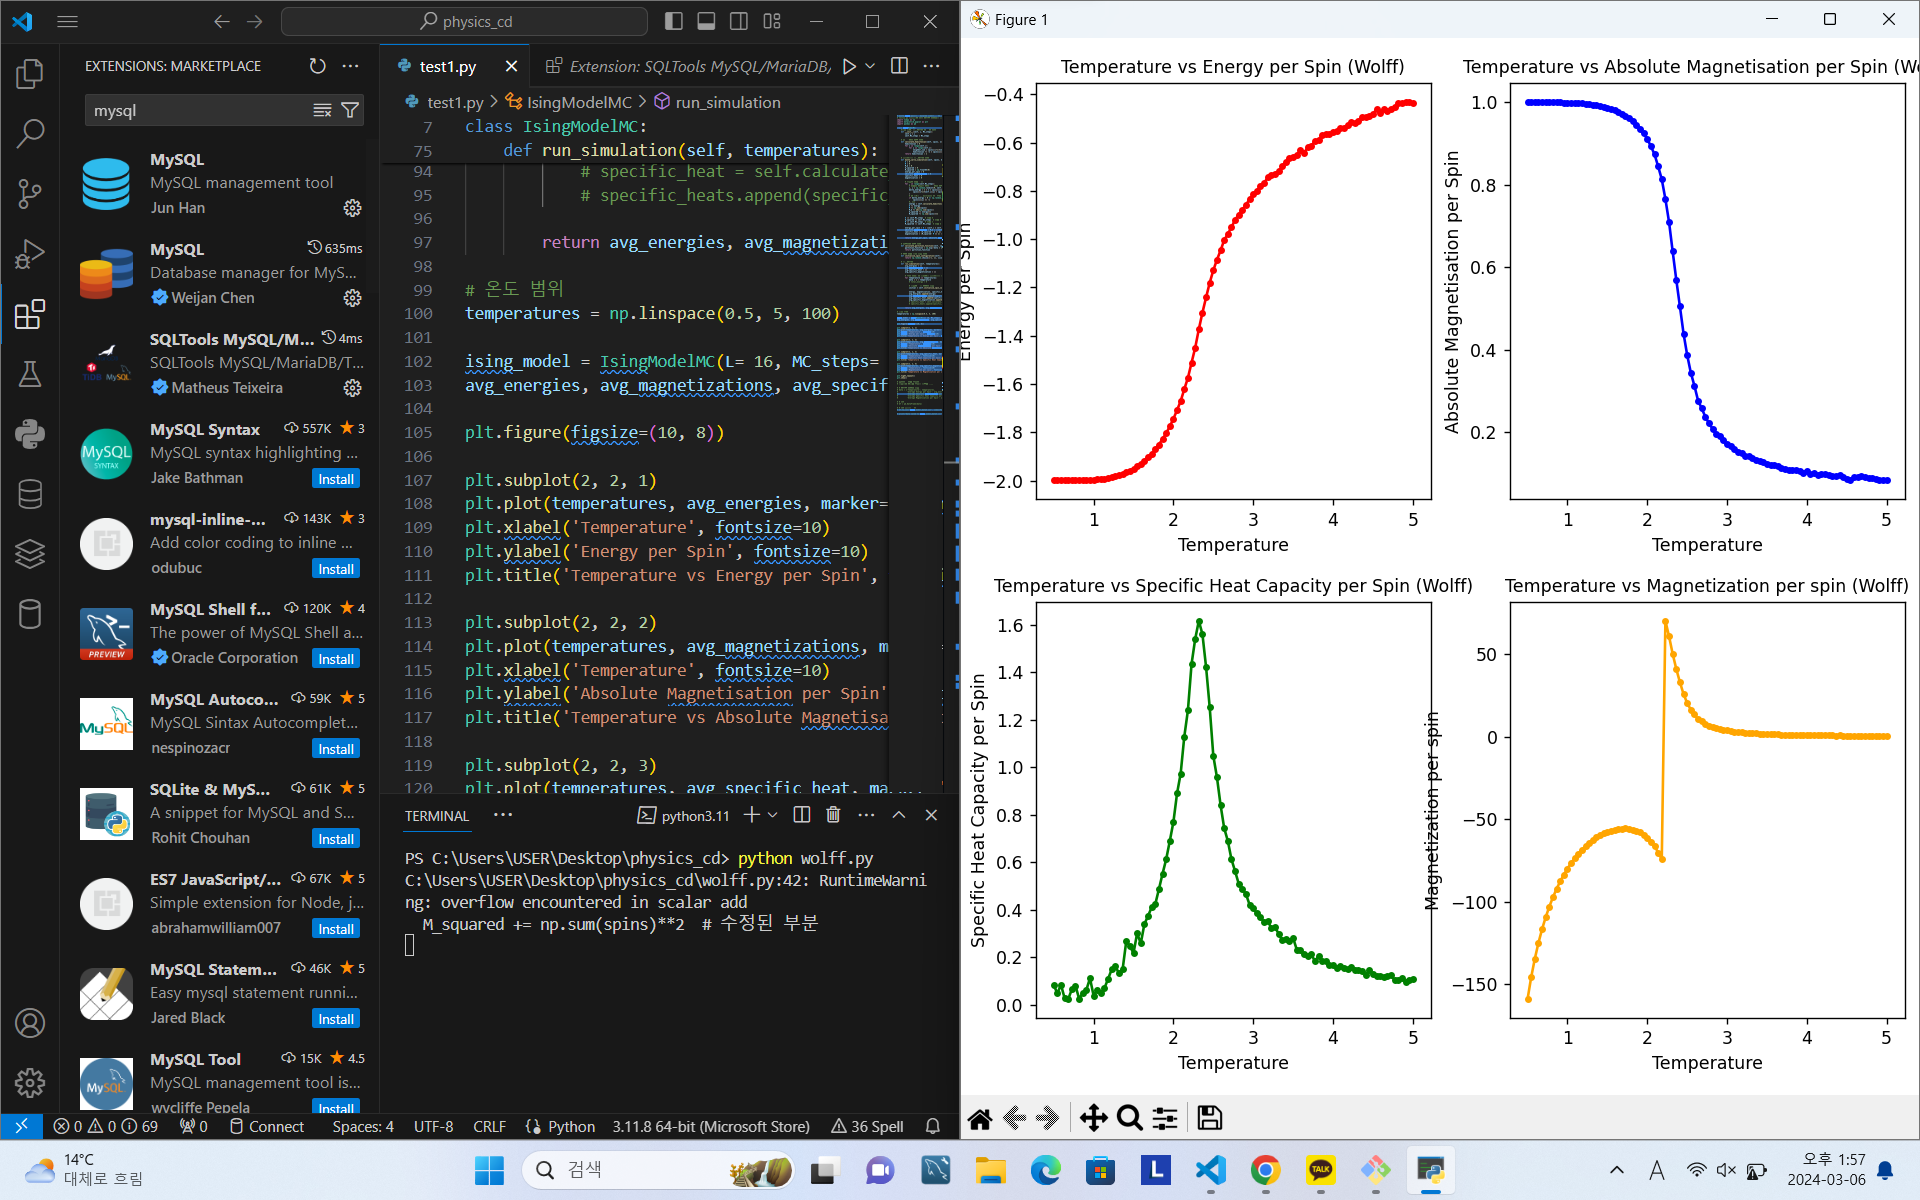 physics_cd
EXTENSIONS: MARKETPLACE
mysql
MySQL
MySQL management tool
Jun Han
MySQL 635ms
Database manager for MyS...
Weijan Chen
SQLTools MySQL/M... 4ms
SQLTools MySQL/MariaDB/T...
Matheus Teixeira
MySQL Syntax 557K 3
MySQL syntax highlighting ...
Jake Bathman Install
mysql-inline-... 143K 3
Add color coding to inline ...
odubuc Install
MySQL Shell f... 120K 4
The power of MySQL Shell a...
Oracle Corporation Install
MySQL Autoco... 59K 5
MySQL Sintax Autocomplet...
nespinozacr Install
SQLite & MyS... 61K 5
A snippet for MySQL and S...
Rohit Chouhan Install
ES7 JavaScript/... 67K 5
Simple extension for Node, j...
abrahamwilliam007 Install
MySQL Statem... 46K 5
Easy mysql statement runni...
Jared Black Install
MySQL Tool 15K 4.5
MySQL management tool is...
wycliffe Pepela Install
MySQL
SYNTAX
PREVIEW
MySQL
MySQL
test1.py
Extension: SQLTools MySQL/MariaDB/
test1.py > IsingModelMC > run_simulation
7 class IsingModelMC:
75 def run_simulation(self, temperatures):
94 # specific_heat = self.calculate_
95 # specific_heats.append(specific
96
97 return avg_energies, avg_magnetizati
98
99 # 온도 범위
100 temperatures = np.linspace(0.5, 5, 100)
101
102 ising_model = IsingModelMC(L= 16, MC_steps=
103 avg_energies, avg_magnetizations, avg_specif
104
105 plt.figure(figsize=(10, 8))
106
107 plt.subplot(2, 2, 1)
108 plt.plot(temperatures, avg_energies, marker=
109 plt.xlabel('Temperature', fontsize=10)
110 plt.ylabel('Energy per Spin', fontsize=10)
111 plt.title('Temperature vs Energy per Spin',
112
113 plt.subplot(2, 2, 2)
114 plt.plot(temperatures, avg_magnetizations, m
115 plt.xlabel('Temperature', fontsize=10)
116 plt.ylabel('Absolute Magnetisation per Spin'
117 plt.title('Temperature vs Absolute Magnetisa
118
119 plt.subplot(2, 2, 3)
120 plt.plot(temperatures, avg_specific_heat, ma
TERMINAL
python3.11
PS C:\Users\USER\Desktop\physics_cd> python wolff.py
C:\Users\USER\Desktop\physics_cd\wolff.py:42: RuntimeWarni
ng: overflow encountered in scalar add
M_squared += np.sum(spins)**2 # 수정된 부분
0 0 69 0 Connect Spaces: 4 UTF-8 CRLF Python 3.11.8 64-bit (Microsoft Store) 36 Spell
Figure 1
Temperature vs Energy per Spin (Wolff)
Energy per Spin
−0.4
−0.6
−0.8
−1.0
−1.2
−1.4
−1.6
−1.8
−2.0
1 2 3 4 5
Temperature
Temperature vs Absolute Magnetisation per Spin (Wo
Absolute Magnetisation per Spin
1.0
0.8
0.6
0.4
0.2
1 2 3 4 5
Temperature
Temperature vs Specific Heat Capacity per Spin (Wolff)
Specific Heat Capacity per Spin
1.6
1.4
1.2
1.0
0.8
0.6
0.4
0.2
0.0
1 2 3 4 5
Temperature
Temperature vs Magnetization per spin (Wolff)
Magnetization per spin
50
0
−50
−100
−150
1 2 3 4 5
Temperature
14°C
대체로 흐림
검색
L
TALK
A
오후 1:57
2024-03-06